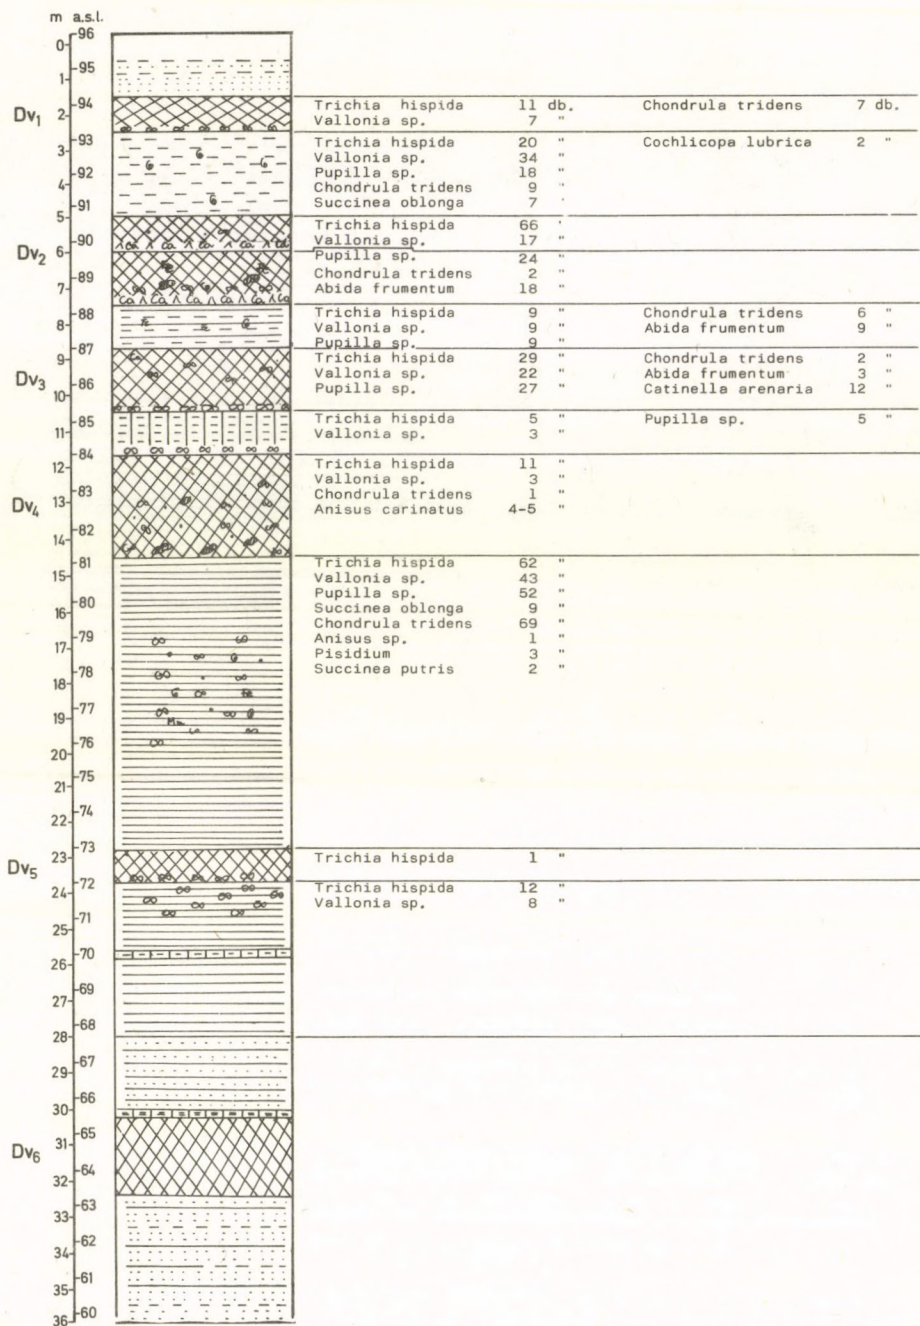 m a.s.l.
96
0
95
1
94 Trichia hispida 11 db. Chondrula tridens 7 db.
Dv1 2 Vallonia sp. 7 "
93 Trichia hispida 20 " Cochlicopa lubrica 2 "
3 Vallonia sp. 34 "
92 Pupilla sp. 18 "
4 Chondrula tridens 9 "
91 Succinea oblonga 7 '
5 Trichia hispida 66 '
90 Vallonia sp. 17 "
Dv2 6 Pupilla sp. 24 "
89 Chondrula tridens 2 "
7 Abida frumentum 18 "
88 Trichia hispida 9 " Chondrula tridens 6 "
8 Vallonia sp. 9 " Abida frumentum 9 "
87 Pupilla sp. 9 "
9 Trichia hispida 29 " Chondrula tridens 2 "
Dv3 86 Vallonia sp. 22 " Abida frumentum 3 "
10 Pupilla sp. 27 " Catinella arenaria 12 "
85 Trichia hispida 5 " Pupilla sp. 5 "
11 Vallonia sp. 3 "
84
12 Trichia hispida 11 "
83 Vallonia sp. 3 "
Dv4 13 Chondrula tridens 1 "
82 Anisus carinatus 4-5 "
14
81 Trichia hispida 62 "
15 Vallonia sp. 43 "
80 Pupilla sp. 52 "
16 Succinea oblonga 9 "
79 Chondrula tridens 69 "
17 Anisus sp. 1 "
78 Pisidium 3 "
18 Succinea putris 2 "
77
19
76
20
75
21
74
22
73
23 Trichia hispida 1 "
Dv5
72
24 Trichia hispida 12 "
71 Vallonia sp. 8 "
25
70
26
69
27
68
28
67
29
66
30
65
31
Dv6
64
32
63
33
62
34
61
35
60
36